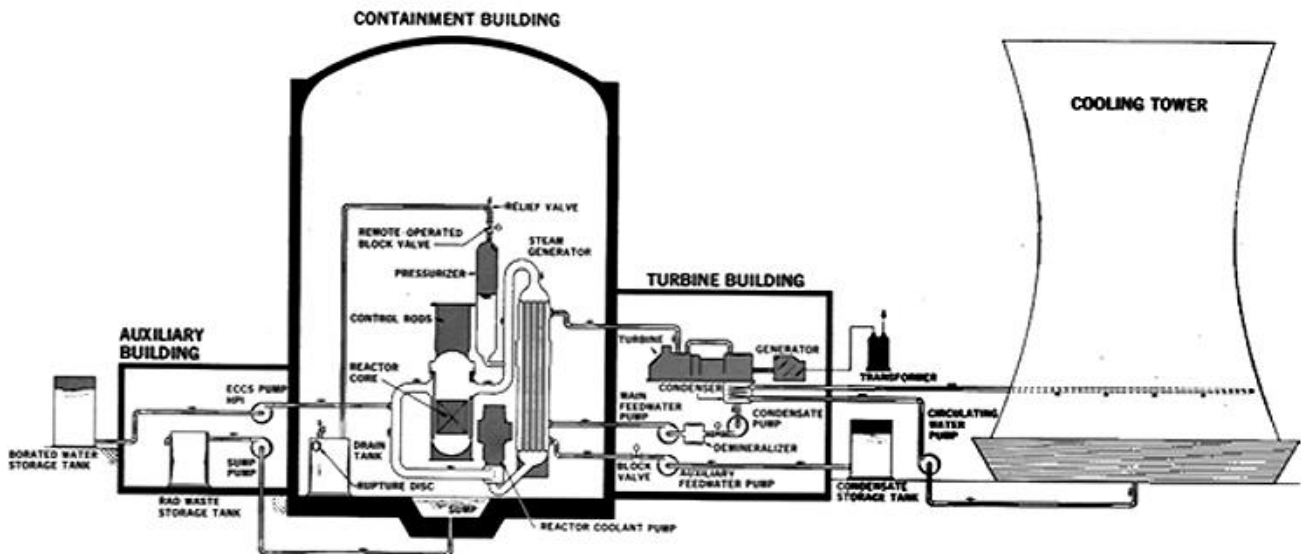 CONTAINMENT BUILDING
COOLING TOWER
RELIEF VALVE
REMOTE-OPERATED
BLOCK VALVE
STEAM
GENERATOR
PRESSURIZER
TURBINE BUILDING
CONTROL RODS
AUXILIARY
BUILDING
TURBINE
GENERATOR
REACTOR
CORE
TRANSFORMER
ECCS PUMP
HPI
CONDENSER
MAIN
FEEDWATER
PUMP
CONDENSATE
PUMP
CIRCULATING
WATER
PUMP
DEMINERALIZER
BORATED WATER
STORAGE TANK
SUMP
PUMP
DRAIN
TANK
BLOCK
VALVE
AUXILIARY
FEEDWATER PUMP
CONDENSATE
STORAGE TANK
RUPTURE DISC
RAD WASTE
STORAGE TANK
SUMP
REACTOR COOLANT PUMP